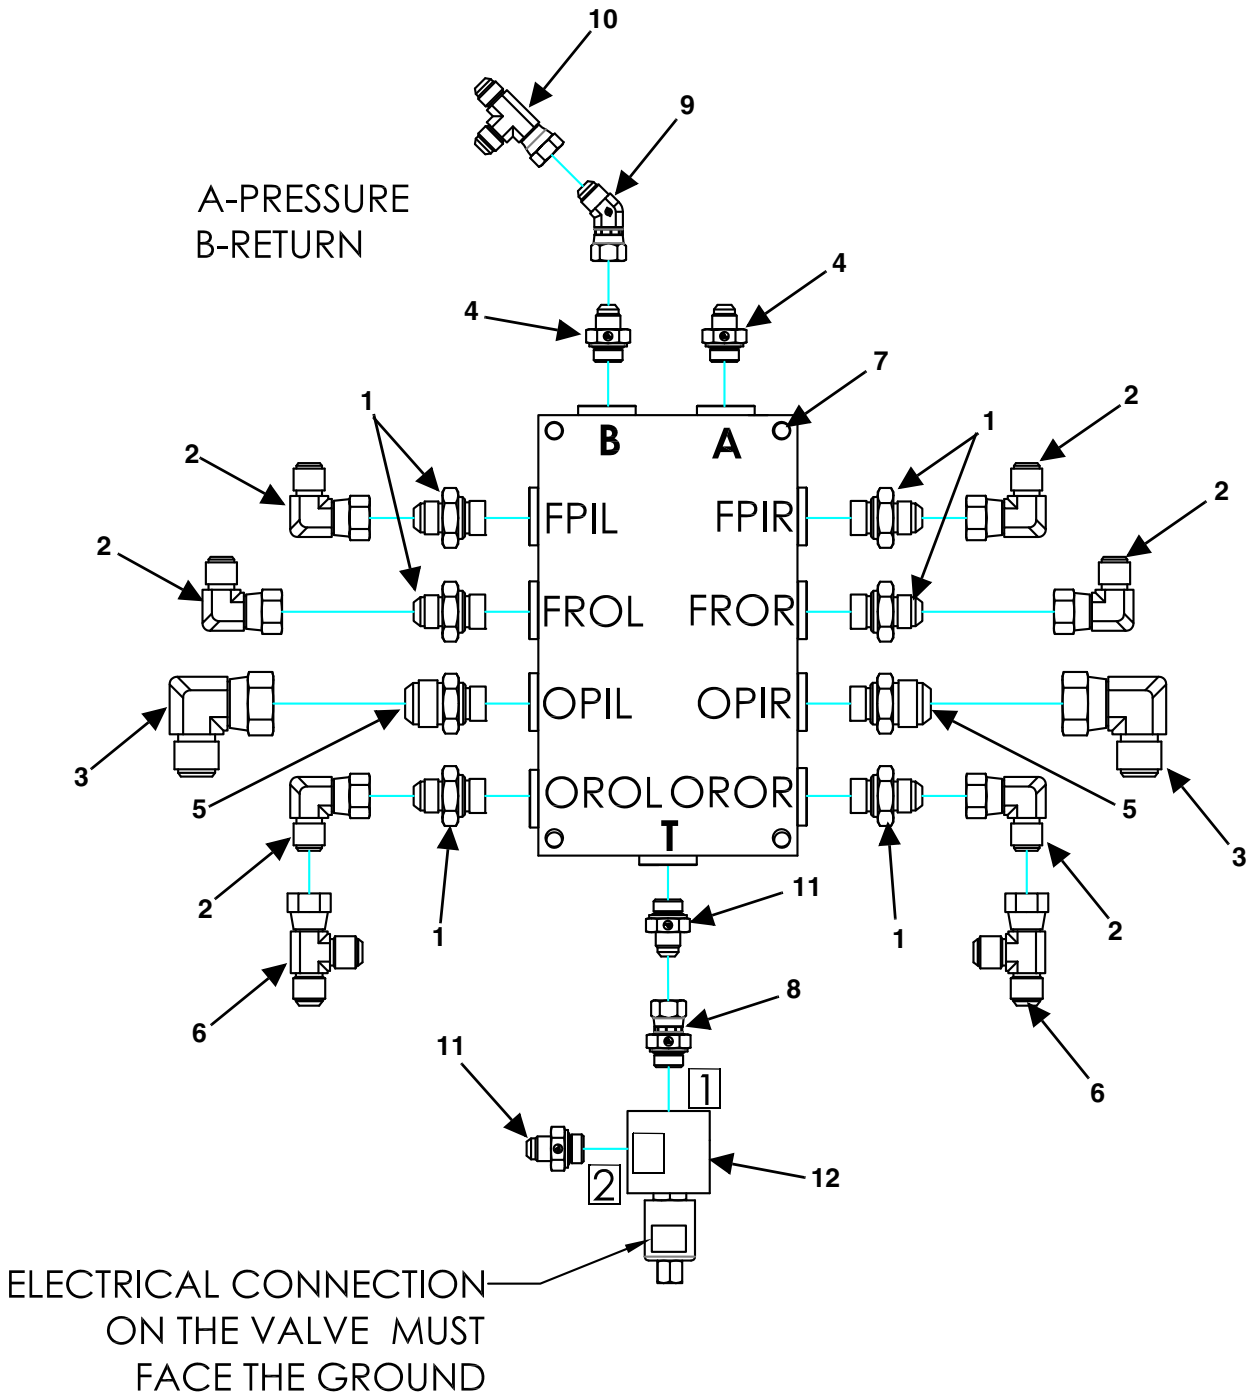 10
9
A-PRESSURE
B-RETURN
4
4
7
1
2
1
2
B
A
2
2
FPIL
FPIR
2
FROL
FROR
OPIL
OPIR
3
5
5
3
OROL
OROR
T
2
1
11
1
2
6
8
6
11
1
2
12
ELECTRICAL CONNECTION
ON THE VALVE MUST
FACE THE GROUND